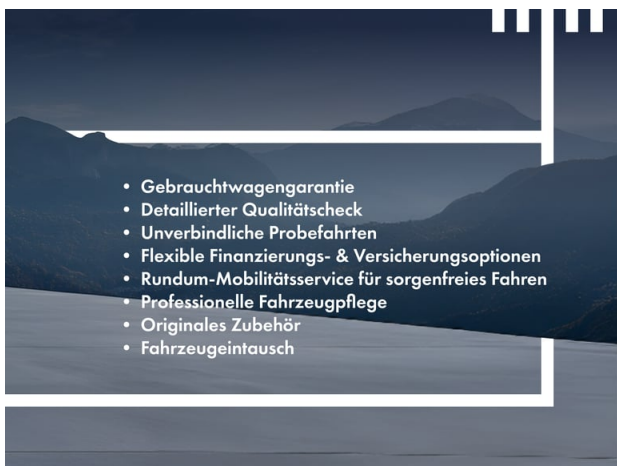 • Gebrauchtwagengarantie
• Detaillierter Qualitätscheck
• Unverbindliche Probefahrten
• Flexible Finanzierungs- & Versicherungsoptionen
• Rundum-Mobilitätsservice für sorgenfreies Fahren
• Professionelle Fahrzeugpflege
• Originales Zubehör
• Fahrzeugeintausch